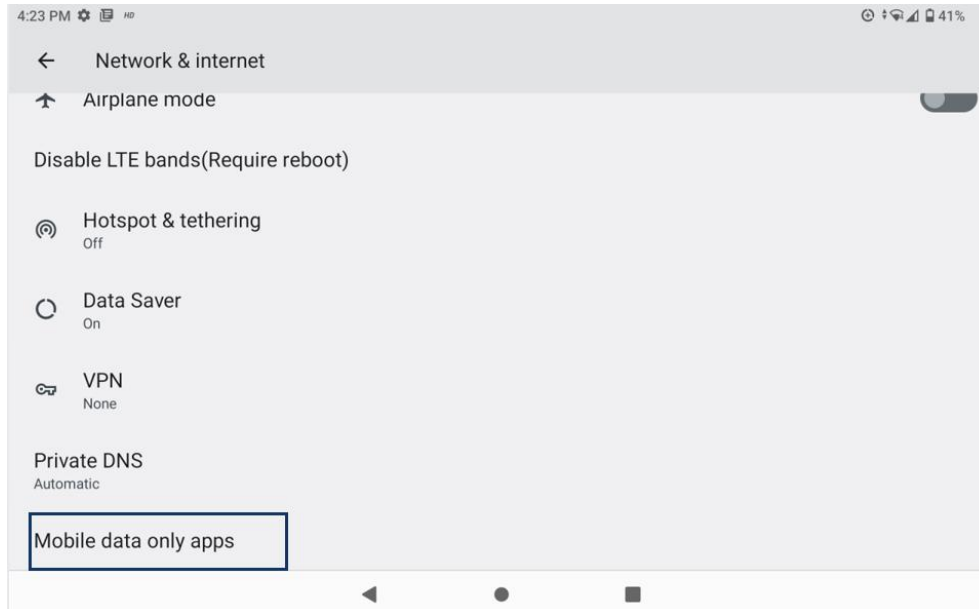 4:23 PM HD 41%
Network & internet
Airplane mode
Disable LTE bands(Require reboot)
Hotspot & tethering
Off
Data Saver
On
VPN
None
Private DNS
Automatic
Mobile data only apps